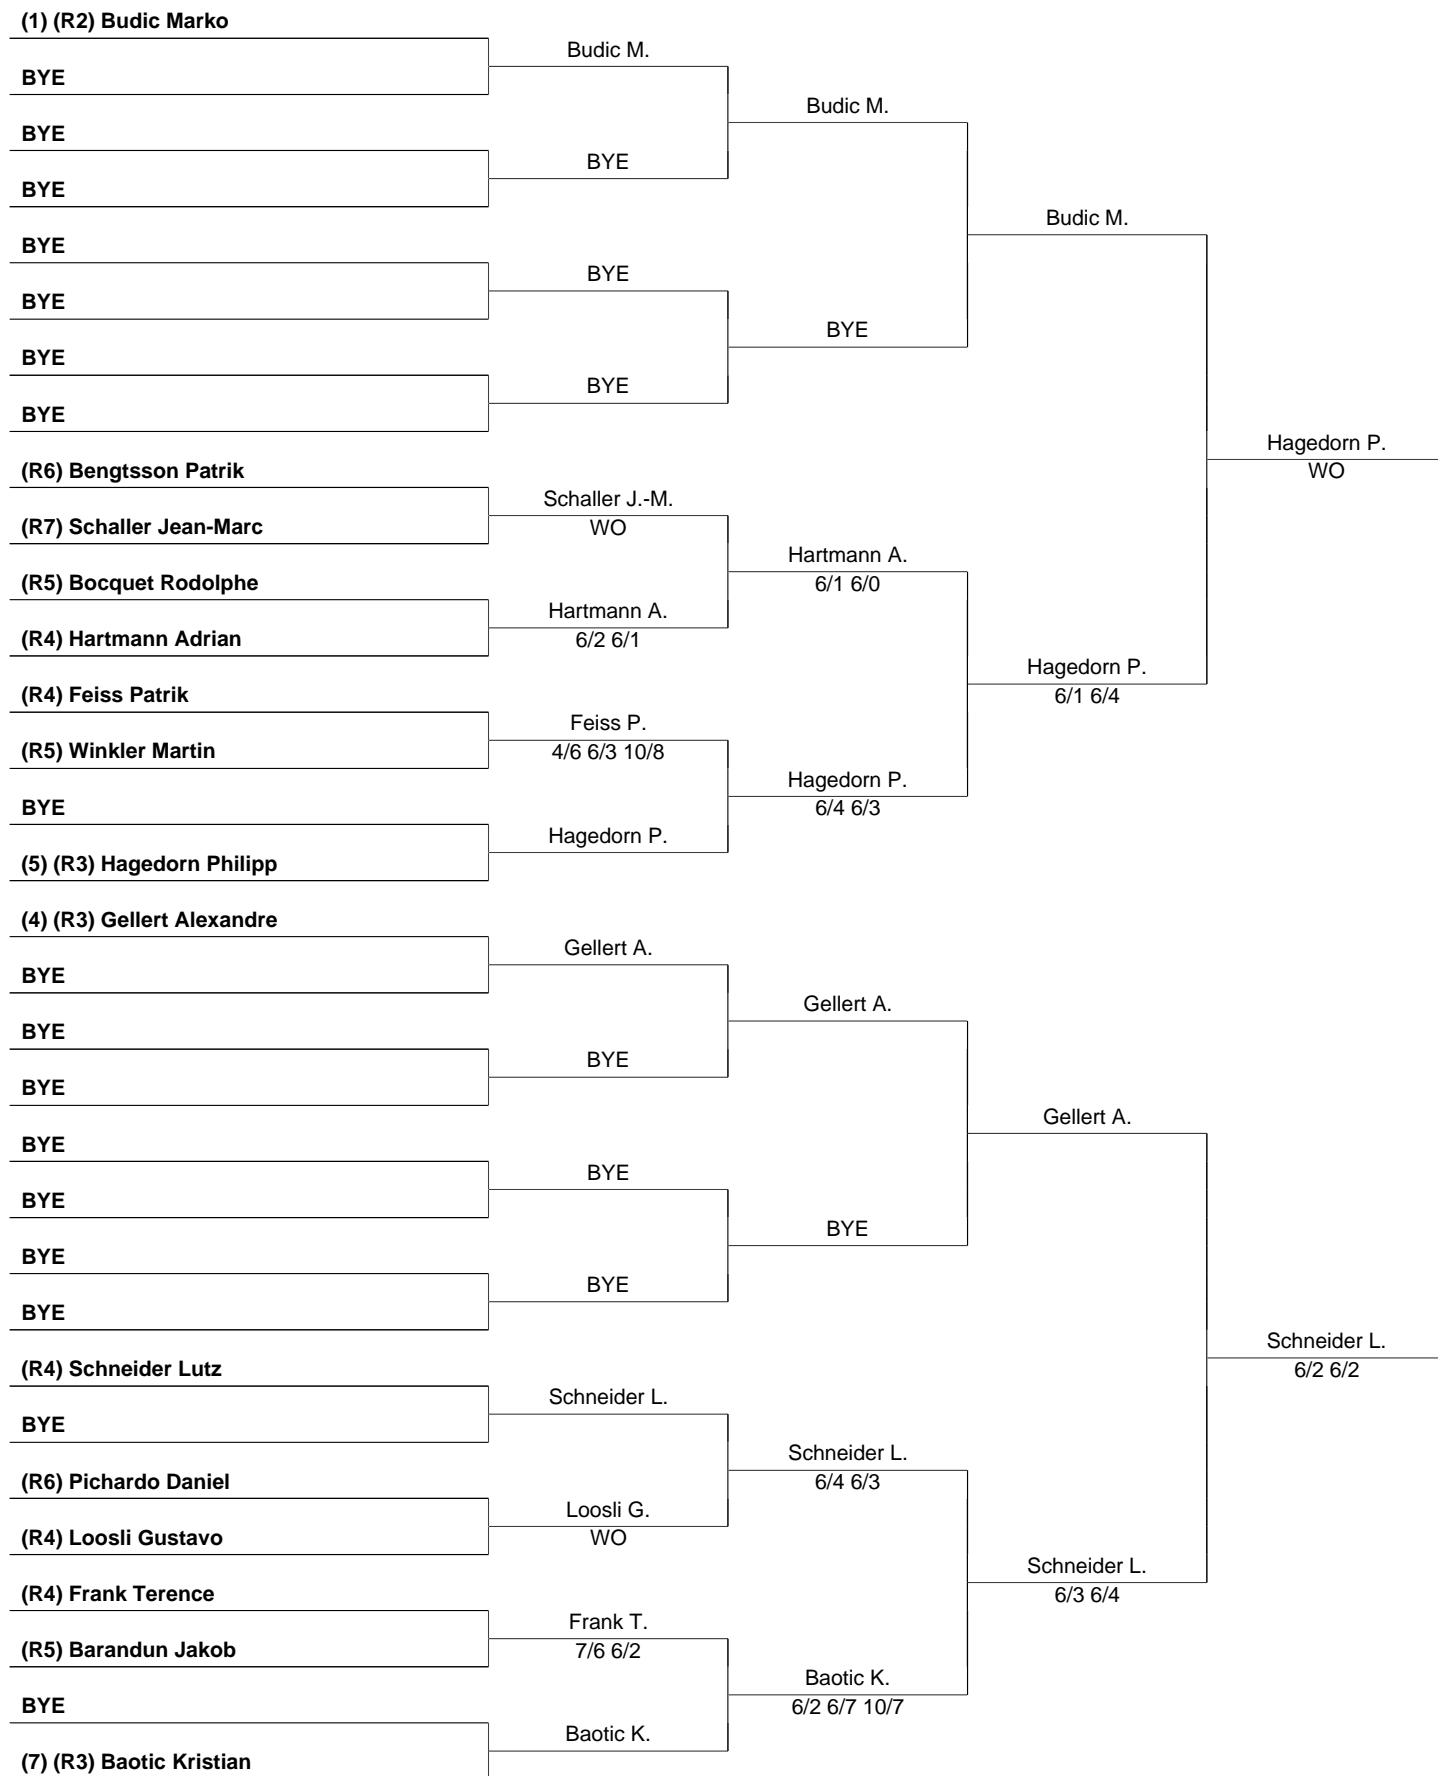 (1) (R2) Budic Marko
BYE
BYE
BYE
BYE
BYE
BYE
BYE
(R6) Bengtsson Patrik
(R7) Schaller Jean-Marc
(R5) Bocquet Rodolphe
(R4) Hartmann Adrian
(R4) Feiss Patrik
(R5) Winkler Martin
BYE
(5) (R3) Hagedorn Philipp
(4) (R3) Gellert Alexandre
BYE
BYE
BYE
BYE
BYE
BYE
BYE
(R4) Schneider Lutz
BYE
(R6) Pichardo Daniel
(R4) Loosli Gustavo
(R4) Frank Terence
(R5) Barandun Jakob
BYE
(7) (R3) Baotic Kristian
Budic M.
BYE
BYE
BYE
Schaller J.-M.
WO
Hartmann A.
6/2 6/1
Feiss P.
4/6 6/3 10/8
Hagedorn P.
Gellert A.
BYE
BYE
BYE
Schneider L.
Loosli G.
WO
Frank T.
7/6 6/2
Baotic K.
Budic M.
BYE
Hartmann A.
6/1 6/0
Hagedorn P.
6/4 6/3
Gellert A.
BYE
Schneider L.
6/4 6/3
Baotic K.
6/2 6/7 10/7
Budic M.
Hagedorn P.
6/1 6/4
Gellert A.
Schneider L.
6/3 6/4
Hagedorn P.
WO
Schneider L.
6/2 6/2